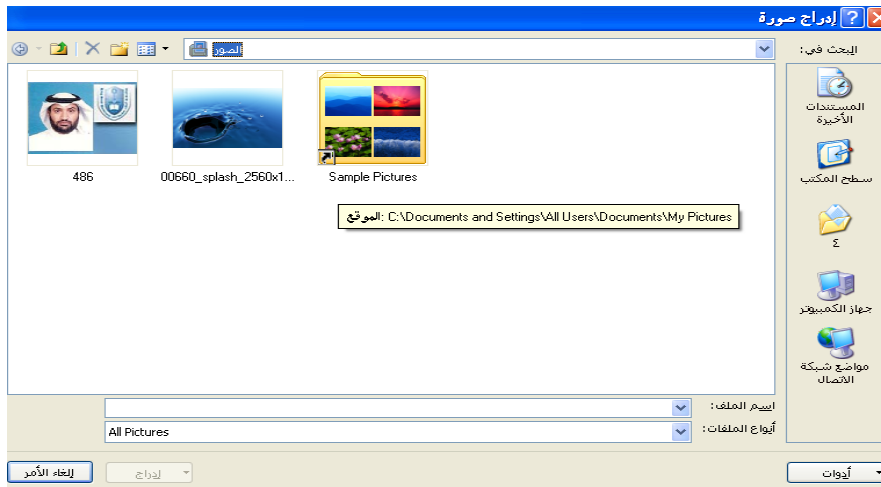 إدراج صورة
البحث في:
الصور
المستندات
الأخيرة
سطح المكتب
٤
جهاز الكمبيوتر
مواضع شبكة
الاتصال
486
00660_splash_2560x1...
Sample Pictures
الموقع: C:\Documents and Settings\All Users\Documents\My Pictures
اسم الملف:
أنواع الملفات:
All Pictures
أدوات
إدراج
إلغاء الأمر